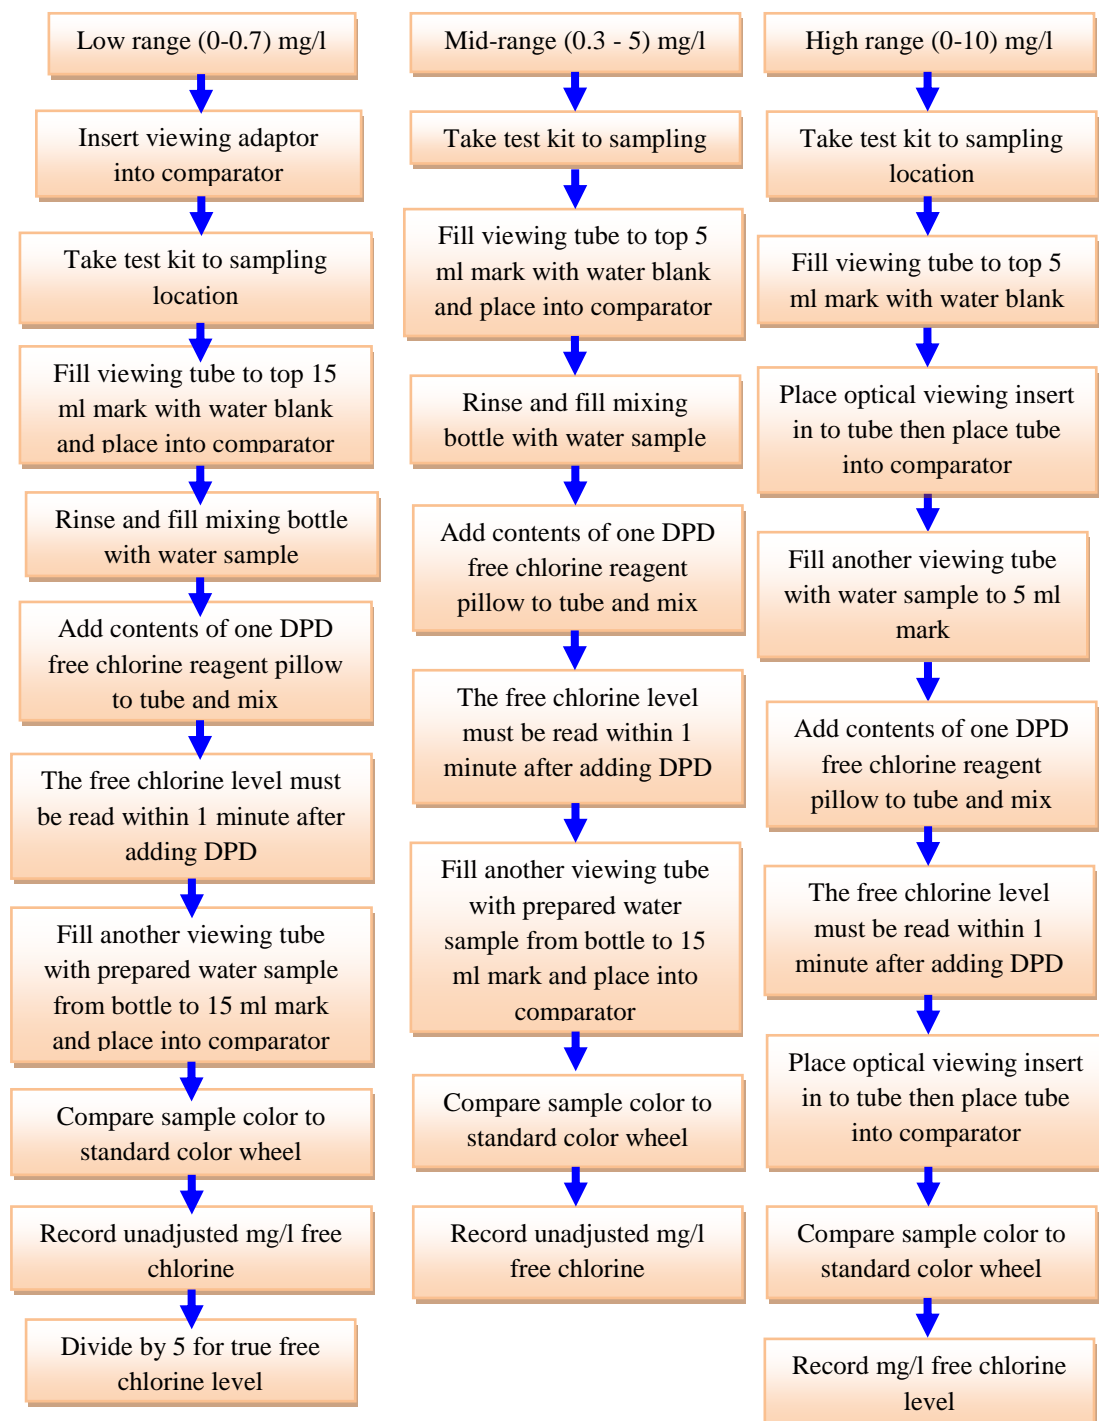 Low range (0-0.7) mg/l
Insert viewing adaptor
into comparator
Take test kit to sampling
location
Fill viewing tube to top 15
ml mark with water blank
and place into comparator
Rinse and fill mixing bottle
with water sample
Add contents of one DPD
free chlorine reagent pillow
to tube and mix
The free chlorine level must
be read within 1 minute after
adding DPD
Fill another viewing tube
with prepared water sample
from bottle to 15 ml mark
and place into comparator
Compare sample color to
standard color wheel
Record unadjusted mg/l free
chlorine
Divide by 5 for true free
chlorine level
Mid-range (0.3 - 5) mg/l
Take test kit to sampling
Fill viewing tube to top 5
ml mark with water blank
and place into comparator
Rinse and fill mixing
bottle with water sample
Add contents of one DPD
free chlorine reagent
pillow to tube and mix
The free chlorine level
must be read within 1
minute after adding DPD
Fill another viewing tube
with prepared water
sample from bottle to 15
ml mark and place into
comparator
Compare sample color to
standard color wheel
Record unadjusted mg/l
free chlorine
High range (0-10) mg/l
Take test kit to sampling
location
Fill viewing tube to top 5
ml mark with water blank
Place optical viewing insert
in to tube then place tube
into comparator
Fill another viewing tube
with water sample to 5 ml
mark
Add contents of one DPD
free chlorine reagent
pillow to tube and mix
The free chlorine level
must be read within 1
minute after adding DPD
Place optical viewing insert
in to tube then place tube
into comparator
Compare sample color to
standard color wheel
Record mg/l free chlorine
level